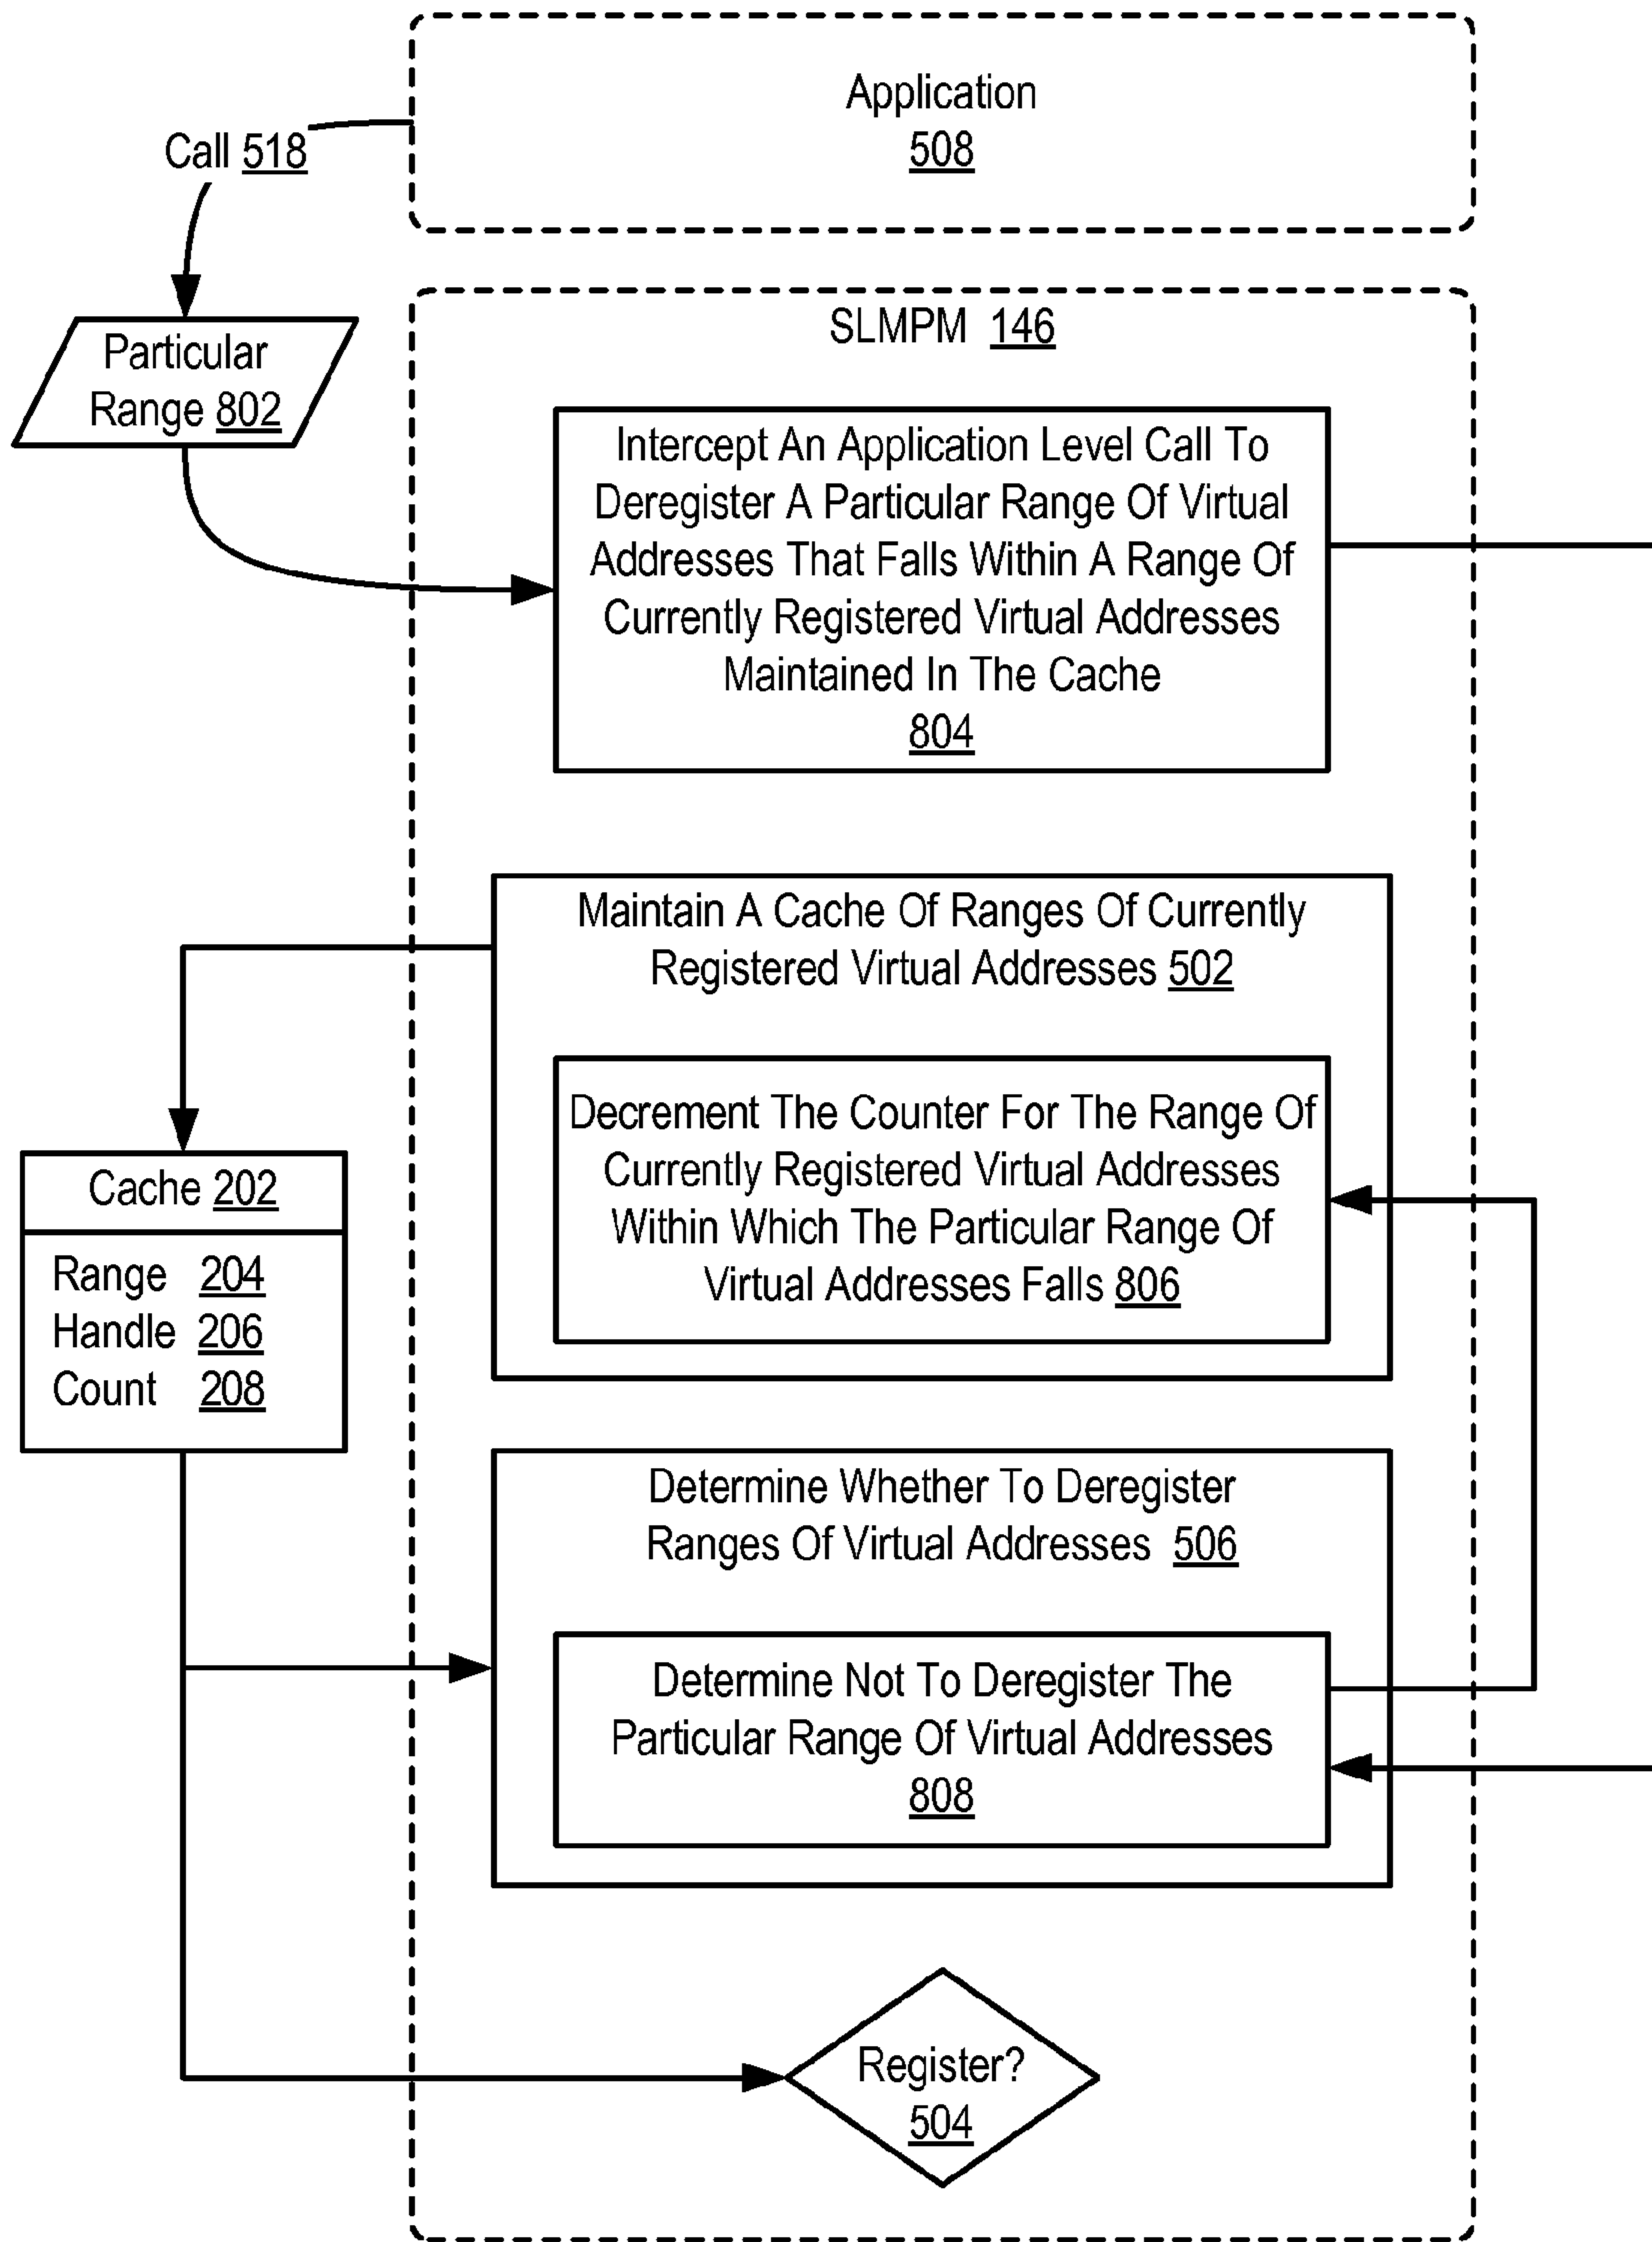 Application
508
Call 518
SLMPM 146
Particular
Range 802
Intercept An Application Level Call To
Deregister A Particular Range Of Virtual
Addresses That Falls Within A Range Of
Currently Registered Virtual Addresses
Maintained In The Cache
804
Maintain A Cache Of Ranges Of Currently
Registered Virtual Addresses 502
Decrement The Counter For The Range Of
Currently Registered Virtual Addresses
Within Which The Particular Range Of
Virtual Addresses Falls 806
Cache 202
Range 204
Handle 206
Count 208
Determine Whether To Deregister
Ranges Of Virtual Addresses 506
Determine Not To Deregister The
Particular Range Of Virtual Addresses
808
Register?
504